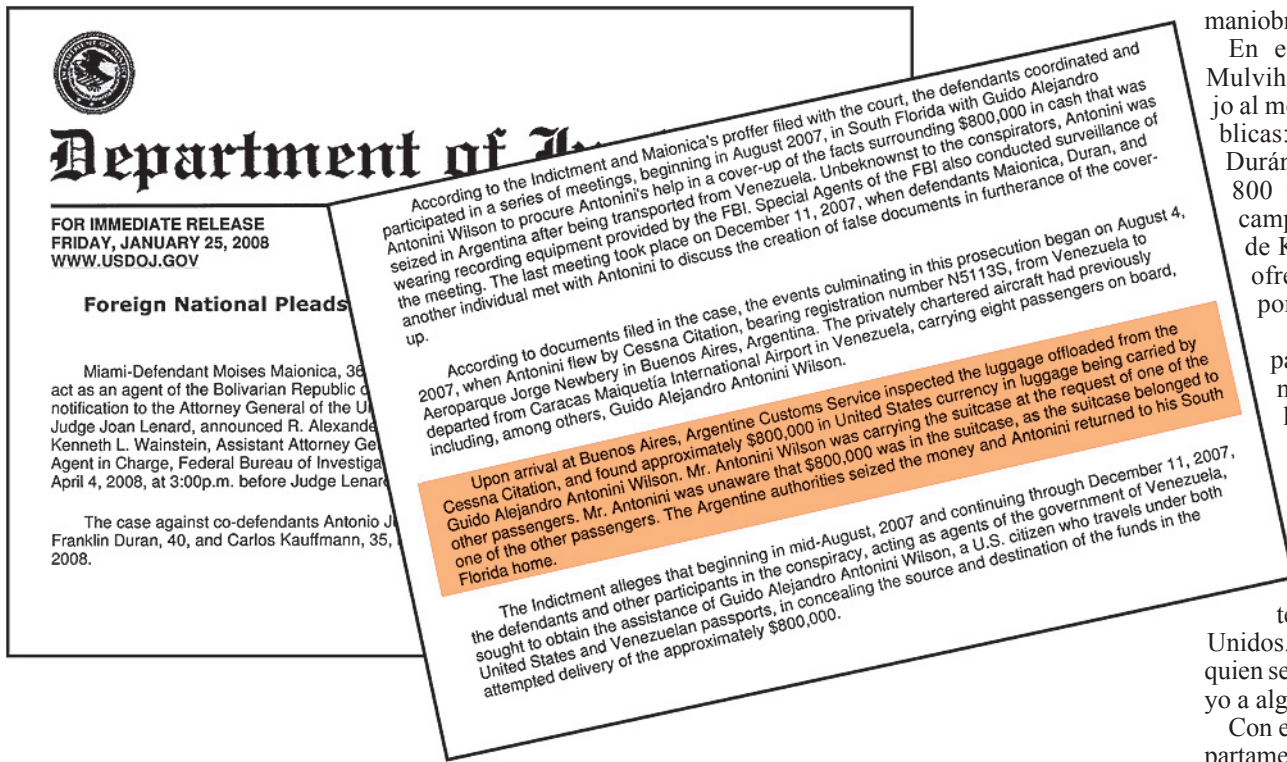 Department of
FOR IMMEDIATE RELEASE
FRIDAY, JANUARY 25, 2008
WWW.USDOJ.GOV
Foreign National Pleads
Miami-Defendant Moises Maionica, 36
act as an agent of the Bolivarian Republic
notification to the Attorney General of the
Judge Joan Lenard, announced R.
Kenneth L. Wainstein, Assistant Attorney
Agent in Charge, Federal Bureau of
April 4, 2008, at 3:00p.m. before Judge
The case against co-defendants Antonio
Franklin Duran, 40, and Carlos Kauffmann, 35,
2008.
According to the Indictment and Maionica's proffer filed with the court, the defendants coordinated and
participated in a series of meetings, beginning in August 2007, in South Florida with Guido Alejandro
Antonini Wilson to procure Antonini's help in a cover-up of the facts surrounding $800,000 in cash that was
seized in Argentina after being transported from Venezuela. Unbeknownst to the conspirators, Antonini was
wearing recording equipment provided by the FBI. Special Agents of the FBI also conducted surveillance of
the meeting. The last meeting took place on December 11, 2007, when defendants Maionica, Duran, and
another individual met with Antonini to discuss the creation of false documents in furtherance of the cover-
up.
According to documents filed in the case, the events culminating in this prosecution began on August 4,
2007, when Antonini flew by Cessna Citation, bearing registration number N5113S, from Venezuela to
Aeroparque Jorge Newbery in Buenos Aires, Argentina. The privately chartered aircraft had previously
departed from Caracas Maiquetía International Airport in Venezuela, carrying eight passengers on board,
including, among others, Guido Alejandro Antonini Wilson.
Upon arrival at Buenos Aires, Argentine Customs Service inspected the luggage offloaded from the
Cessna Citation, and found approximately $800,000 in United States currency in luggage being carried by
Guido Alejandro Antonini Wilson. Mr. Antonini Wilson was carrying the suitcase at the request of one of the
other passengers. Mr. Antonini was unaware that $800,000 was in the suitcase, as the suitcase belonged to
one of the other passengers. The Argentine authorities seized the money and Antonini returned to his South
Florida home.
The Indictment alleges that beginning in mid-August, 2007 and continuing through December 11, 2007,
the defendants and other participants in the conspiracy, acting as agents of the government of Venezuela,
sought to obtain the assistance of Guido Alejandro Antonini Wilson, a U.S. citizen who travels under both
United States and Venezuelan passports, in concealing the source and destination of the funds in the
attempted delivery of the approximately $800,000.
En
jo al
Durán
800
de
Unidos,
quien
yo a
Con